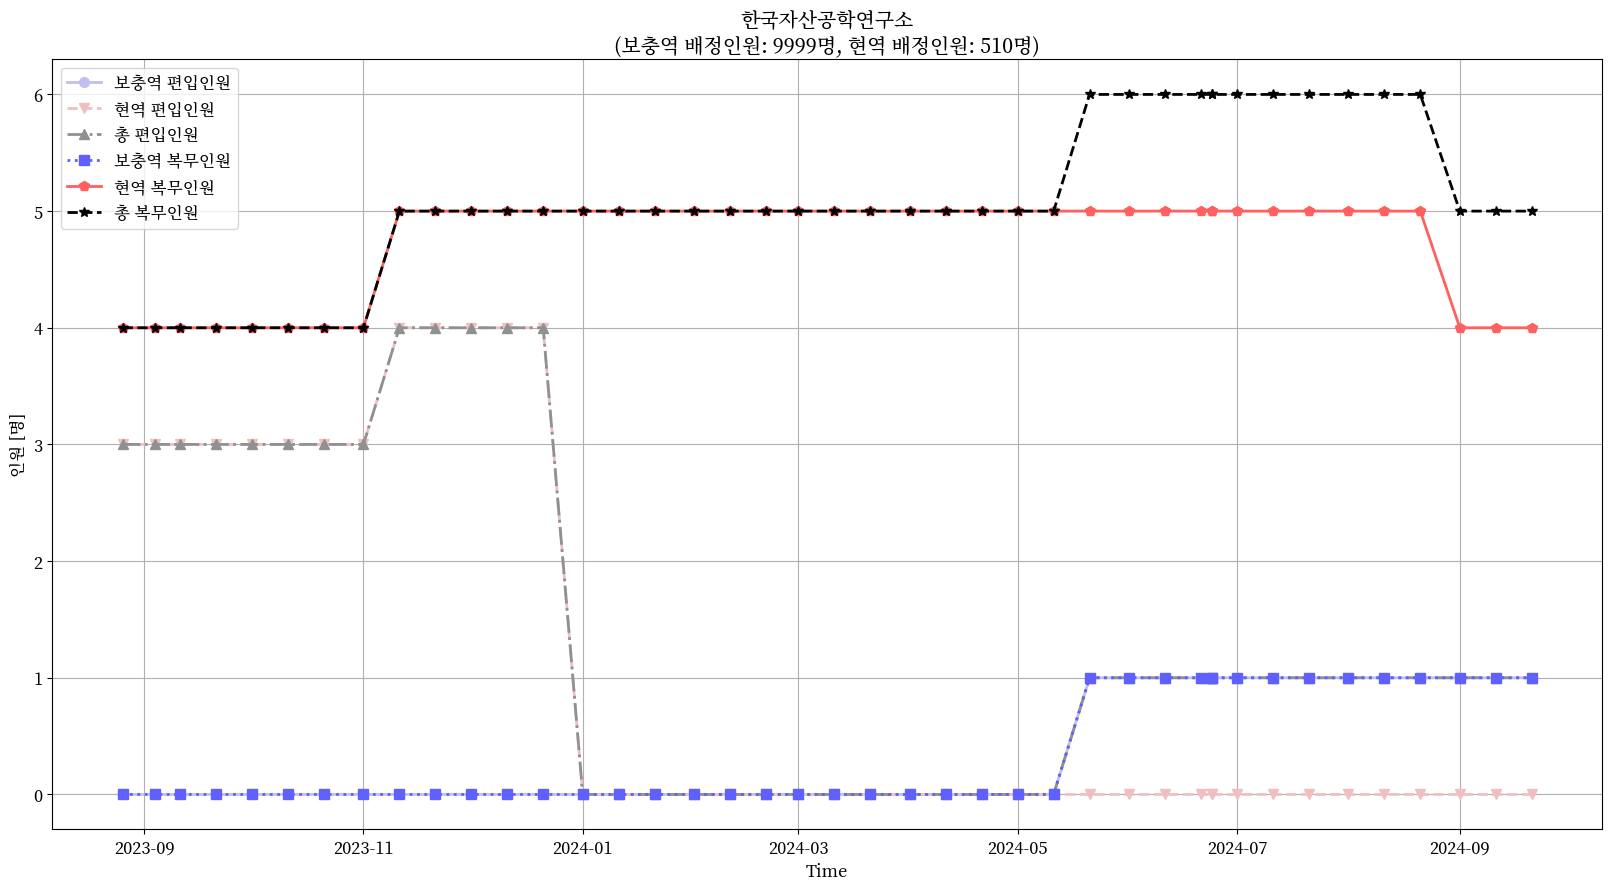 한국자산공학연구소
(보충역 배정인원: 9999명, 현역 배정인원: 510명)
보충역 편입인원
현역 편입인원
총 편입인원
보충역 복무인원
현역 복무인원
총 복무인원
인원 [명]
6
5
4
3
2
1
0
2023-09
2023-11
2024-01
2024-03
2024-05
2024-07
2024-09
Time